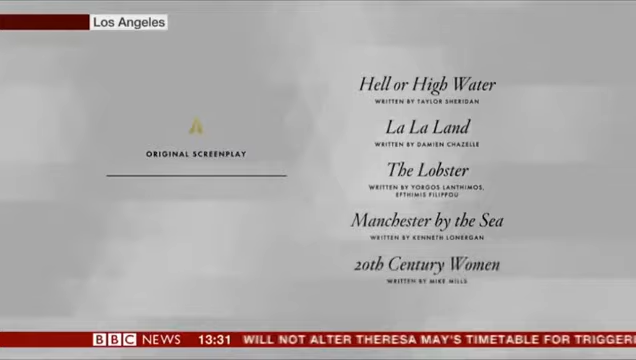 Los Angeles
ORIGINAL SCREENPLAY
Hell or High Water
WRITTEN BY TAYLOR SHERIDAN
La La Land
WRITTEN BY DAMIEN CHAZELLE
The Lobster
WRITTEN BY YORGOS LANTHIMOS,
EFTHIMIS FILIPPOU
Manchester by the Sea
WRITTEN BY KENNETH LONERGAN
20th Century Women
WRITTEN BY MIKE MILLS
BBC NEWS 13:31 WILL NOT ALTER THERESA MAY'S TIMETABLE FOR TRIGGERI